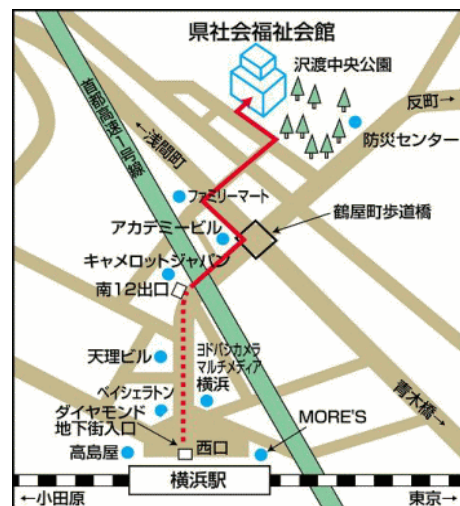 県社会福祉会館
沢渡中央公園
反町→
首都高速1号線
浅間町
防災センター
ファミリーマート
鶴屋町歩道橋
アカデミービル
キャメロットジャパン
南12出口
天理ビル
ヨドバシカメラ
マルチメディア
横浜
ベイシェラトン
ダイヤモンド
地下街入口
青木橋
MORE'S
西口
高島屋
横浜駅
←小田原
東京→